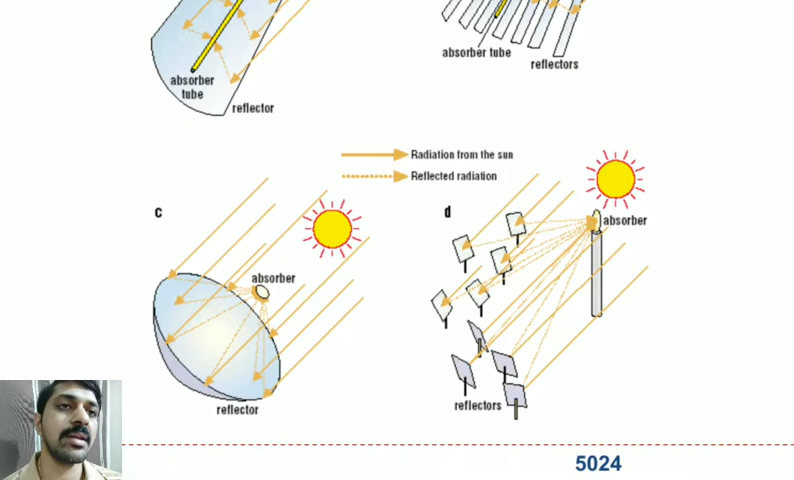 absorber
tube
reflector
absorber tube
reflectors
Radiation from the sun
Reflected radiation
c
absorber
reflector
d
absorber
reflectors
5024